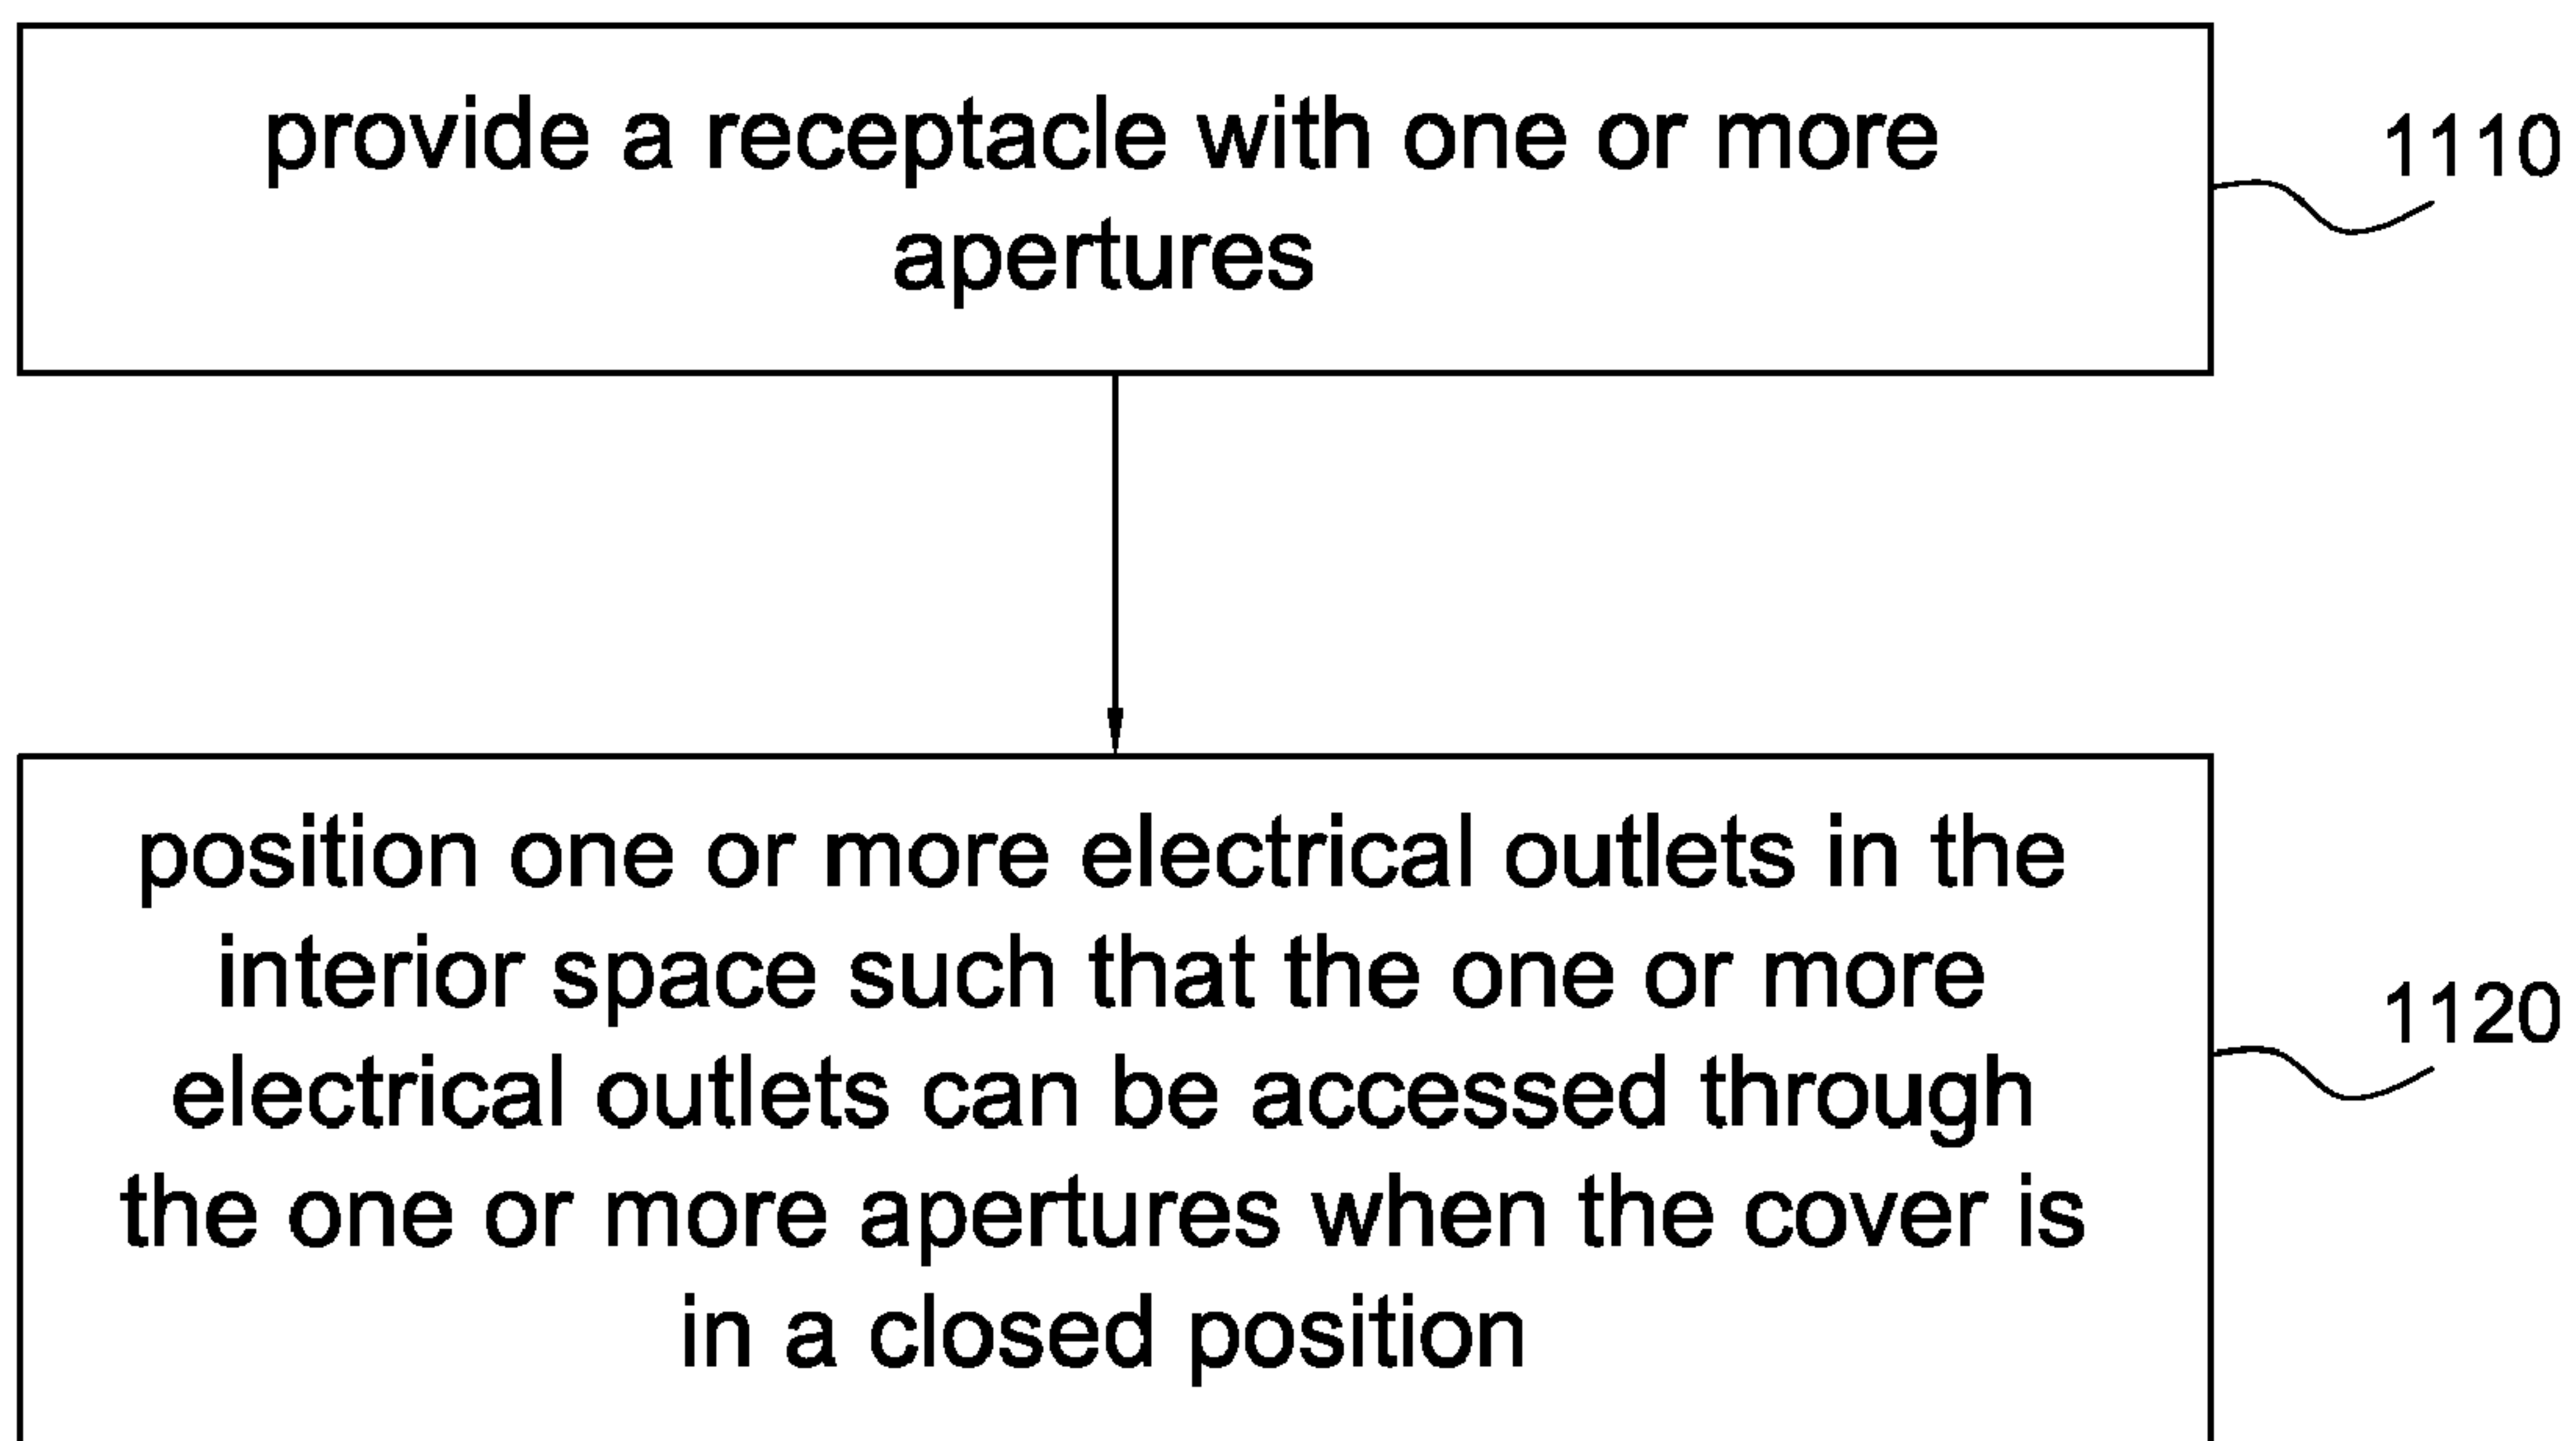 provide a receptacle with one or more
apertures
1110
position one or more electrical outlets in the
interior space such that the one or more
electrical outlets can be accessed through
the one or more apertures when the cover is
in a closed position
1120